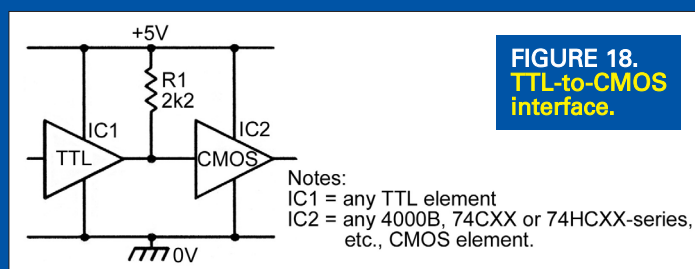 +5V
R1
2k2
IC1
IC2
TTL
CMOS
0V
FIGURE 18.
TTL-to-CMOS
interface.
Notes:
IC1 = any TTL element
IC2 = any 4000B, 74CXX or 74HCXX-series,
etc., CMOS element.